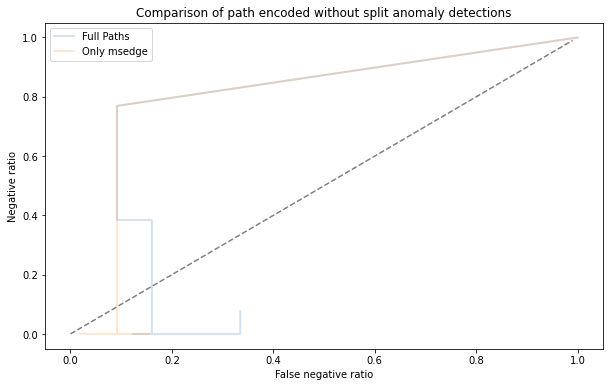 Comparison of path encoded without split anomaly detections
Full Paths
Only msedge
1.0
0.8
0.6
0.4
0.2
0.0
Negative ratio
0.0 0.2 0.4 0.6 0.8 1.0
False negative ratio